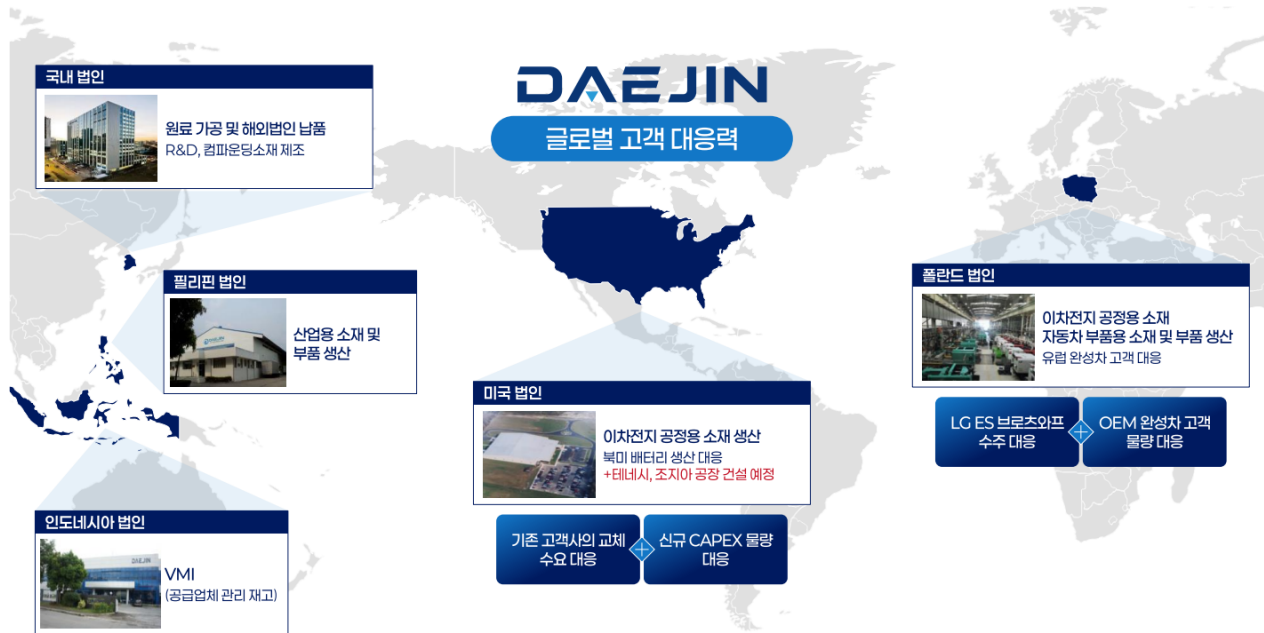 DAEJIN
글로벌 고객 대응력
국내 법인
원료 가공 및 해외법인 납품
R&D, 컴파운딩소재 제조
필리핀 법인
산업용 소재 및
부품 생산
인도네시아 법인
DAEJIN
VMI
(공급업체 관리 재고)
미국 법인
이차전지 공정용 소재 생산
북미 배터리 생산 대응
+테네시, 조지아 공장 건설 예정
기존 고객사의 교체
수요 대응
+
신규 CAPEX 물량
대응
폴란드 법인
이차전지 공정용 소재
자동차 부품용 소재 및 부품 생산
유럽 완성차 고객 대응
LG ES 브로츠와프
수주 대응
+
OEM 완성차 고객
물량 대응